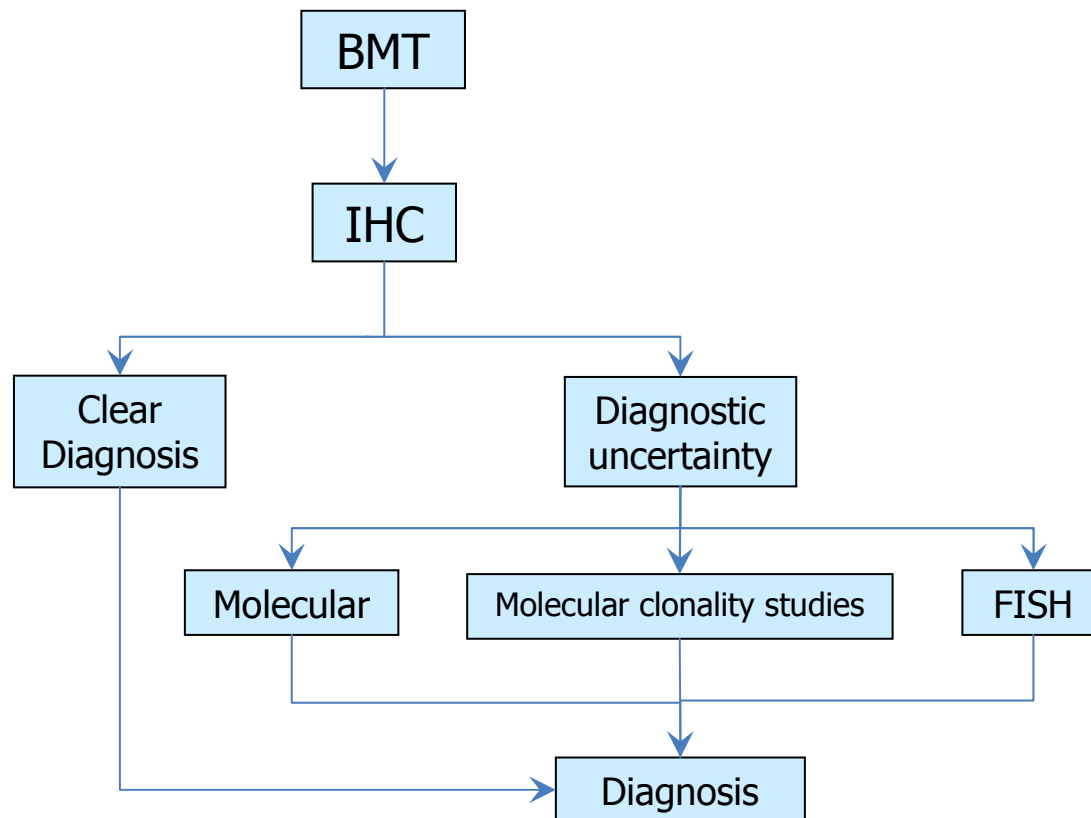 BMT
IHC
Clear
Diagnosis
Diagnostic
uncertainty
Molecular
Molecular clonality studies
FISH
Diagnosis